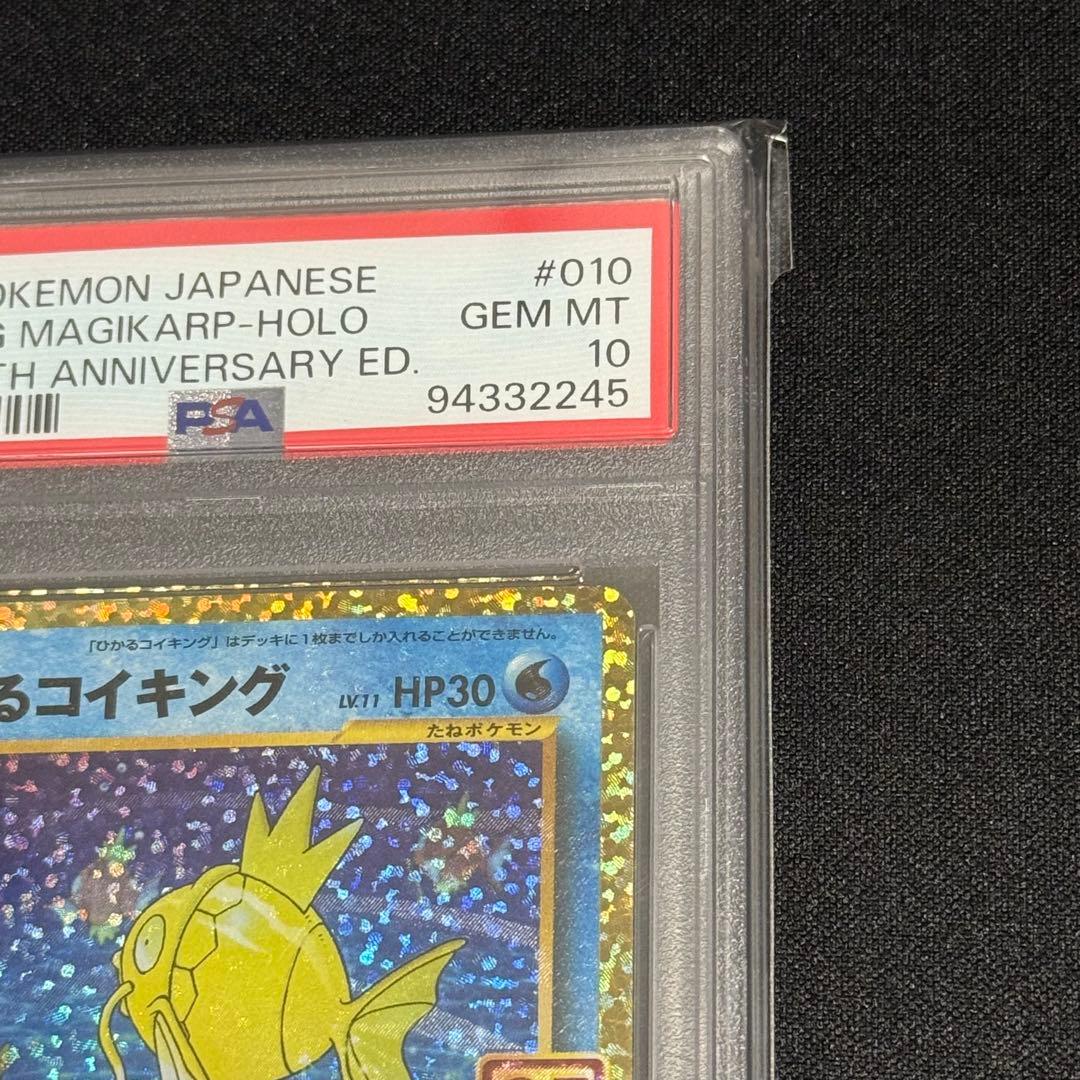 OKEMON JAPANESE #010
G MAGIKARP-HOLO GEM MT
TH ANNIVERSARY ED. 10
PSA 94332245
「ひかるコイキング」はデッキに1枚までしか入れることができません。
るコイキング LV.11 HP30
たねポケモン